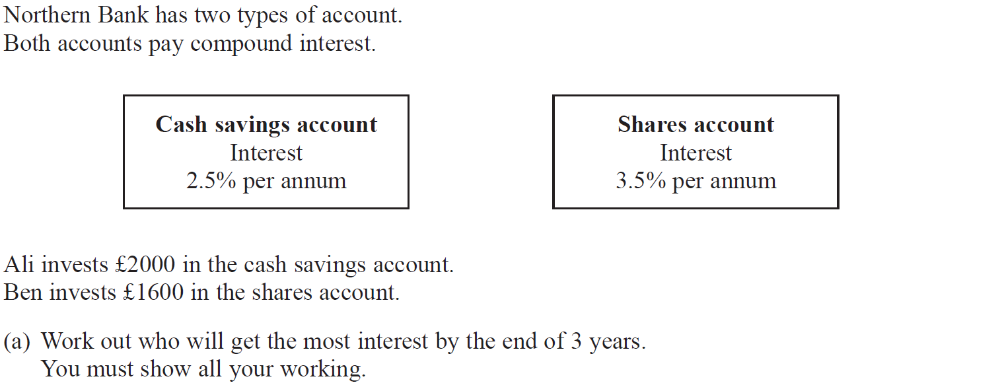 Northern Bank has two types of account.
Both accounts pay compound interest.
Cash savings account
Interest
2.5% per annum
Shares account
Interest
3.5% per annum
Ali invests £2000 in the cash savings account.
Ben invests £1600 in the shares account.
(a) Work out who will get the most interest by the end of 3 years.
You must show all your working.